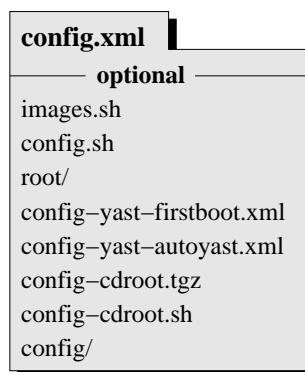 config.xml
optional
images.sh
config.sh
root/
config−yast−firstboot.xml
config−yast−autoyast.xml
config−cdroot.tgz
config−cdroot.sh
config/